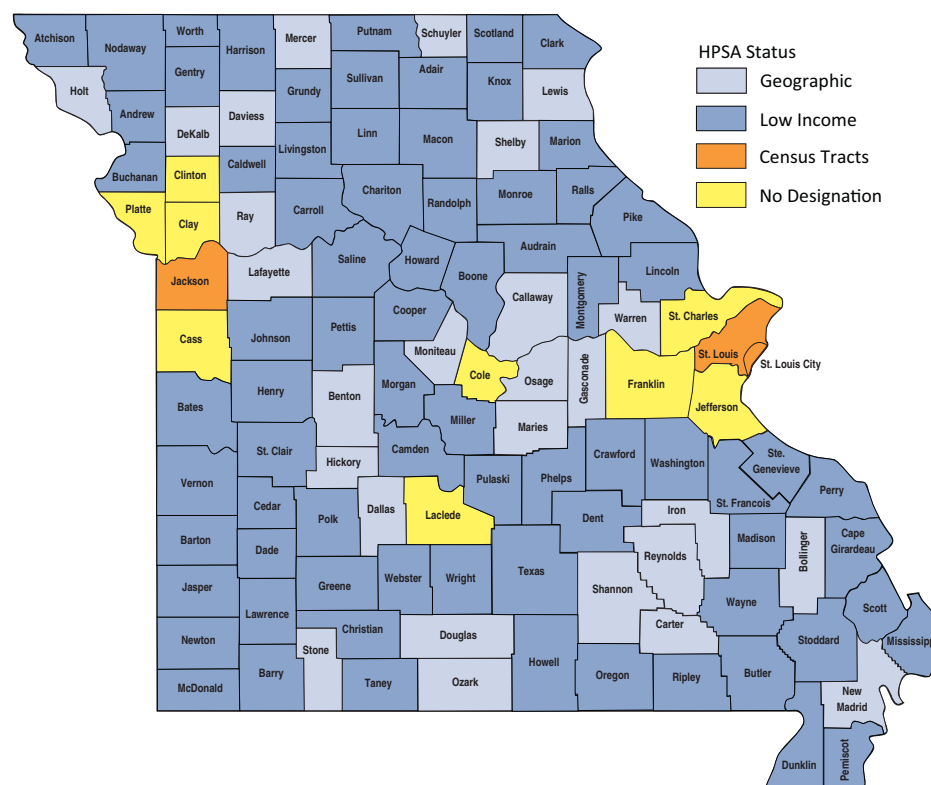 HPSA Status
Geographic
Low Income
Census Tracts
No Designation
Atchison
Nodaway
Worth
Harrison
Mercer
Putnam
Schuyler
Scotland
Clark
Gentry
Holt
Grundy
Sullivan
Adair
Knox
Lewis
Andrew
DeKalb
Daviess
Livingston
Linn
Macon
Shelby
Marion
Buchanan
Clinton
Caldwell
Chariton
Randolph
Monroe
Ralls
Pike
Platte
Clay
Ray
Carroll
Saline
Howard
Boone
Audrain
Callaway
Montgomery
Lincoln
Warren
St. Charles
Jackson
Lafayette
Cooper
Moniteau
Cole
Osage
Gasconade
Franklin
St. Louis
St. Louis City
Jefferson
Cass
Johnson
Pettis
Morgan
Miller
Maries
Bates
Henry
Benton
Camden
Pulaski
Phelps
Crawford
Washington
St. Francois
Ste.
Genevieve
Perry
Vernon
St. Clair
Hickory
Cedar
Polk
Dallas
Laclede
Dent
Iron
Reynolds
Madison
Bollinger
Cape
Girardeau
Barton
Dade
Greene
Webster
Wright
Texas
Shannon
Wayne
Scott
Mississipp
Jasper
Lawrence
Christian
Douglas
Carter
Stoddard
Newton
Stone
Howell
Oregon
Ripley
Butler
New
Madrid
McDonald
Barry
Taney
Ozark
Dunklin
Pemiscot